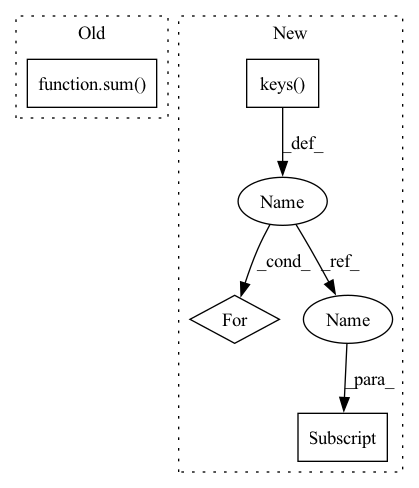 Old
New
function.sum()
keys()
_def_
Name
_cond_
_ref_
For
Name
_para_
Subscript